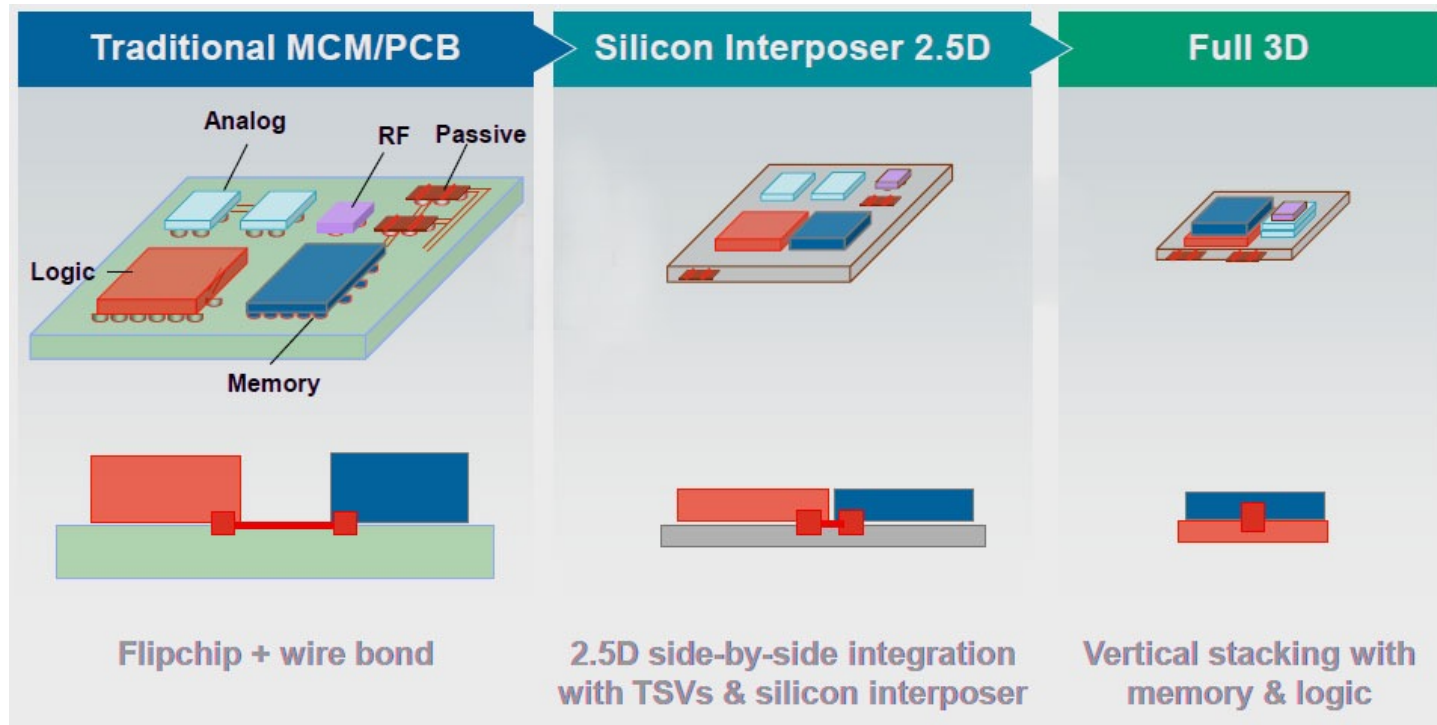 Traditional MCM/PCB
Silicon Interposer 2.5D
Full 3D
Analog
RF
Passive
Logic
Memory
Flipchip + wire bond
2.5D side-by-side integration
with TSVs & silicon interposer
Vertical stacking with
memory & logic